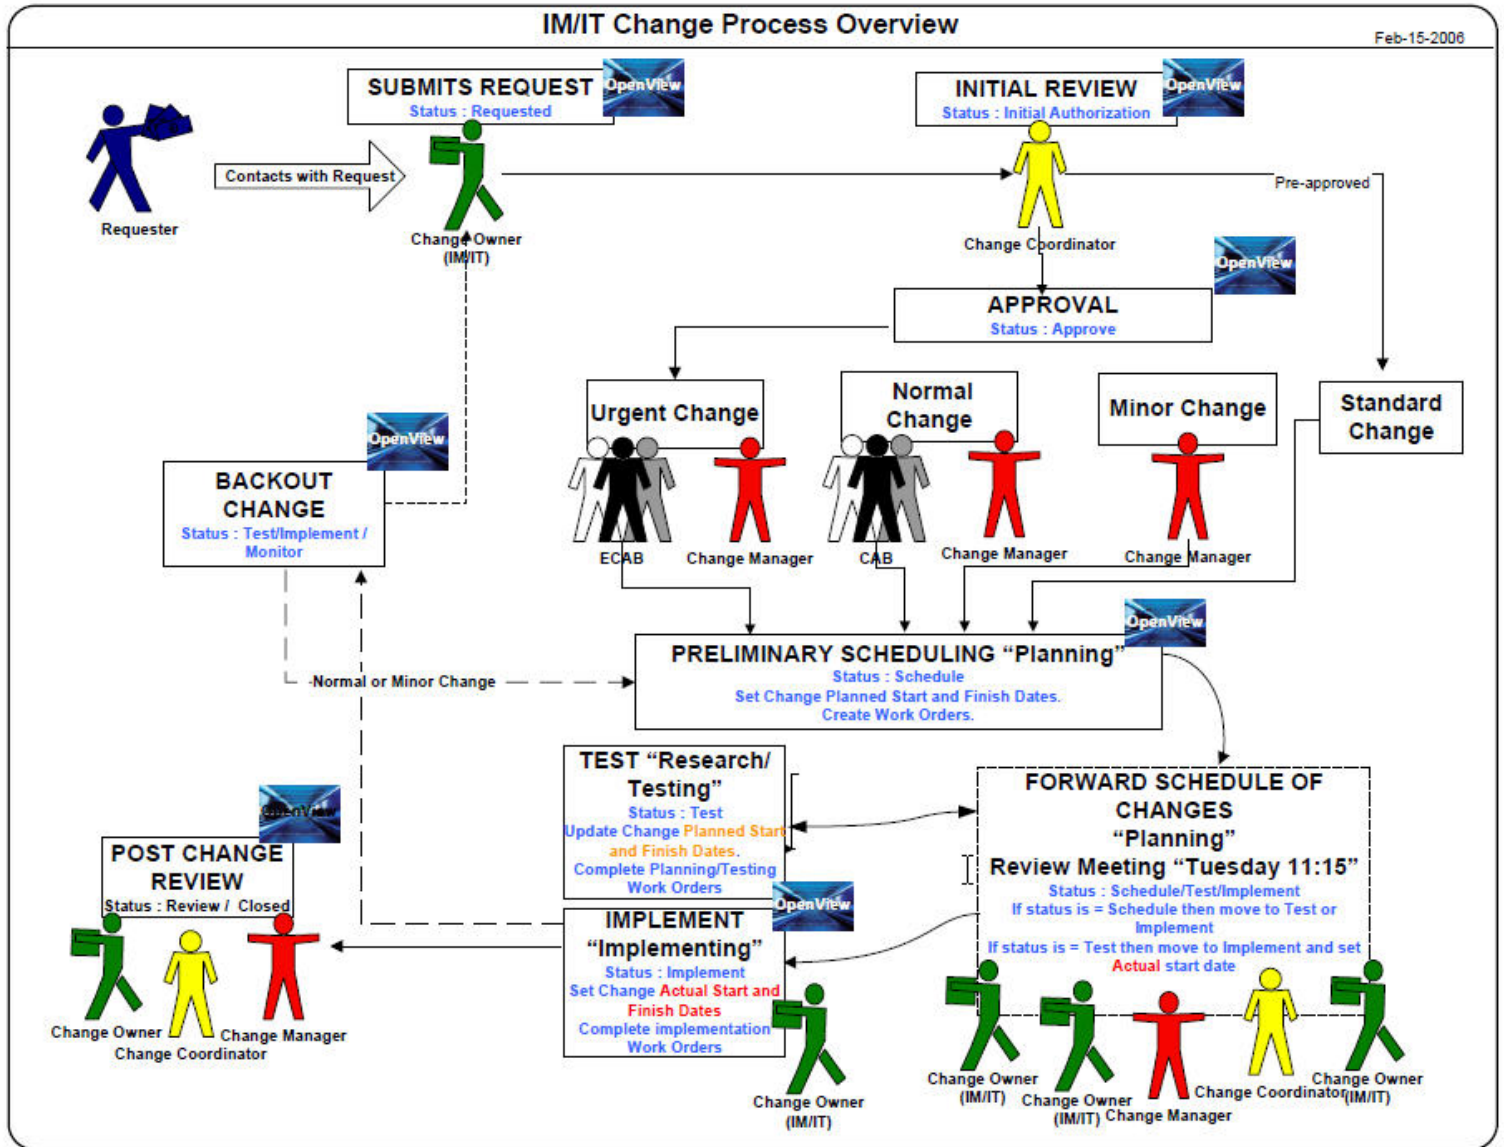 IM/IT Change Process Overview
Feb-15-2006
SUBMITS REQUEST
Status : Requested
OpenView
INITIAL REVIEW
Status : Initial Authorization
OpenView
Contacts with Request
Pre-approved
Requester
Change Owner
(IM/IT)
Change Coordinator
OpenView
APPROVAL
Status : Approve
Urgent Change
Normal
Change
Minor Change
Standard
Change
OpenView
BACKOUT
CHANGE
Status : Test/Implement /
Monitor
ECAB
Change Manager
CAB
Change Manager
Change Manager
OpenView
PRELIMINARY SCHEDULING “Planning”
Status : Schedule
Set Change Planned Start and Finish Dates.
Create Work Orders.
Normal or Minor Change
TEST “Research/
Testing”
Status : Test
Update Change Planned Start
and Finish Dates.
Complete Planning/Testing
Work Orders
FORWARD SCHEDULE OF
CHANGES
“Planning”
Review Meeting “Tuesday 11:15”
Status : Schedule/Test/Implement
If status is = Schedule then move to Test or
Implement
If status is = Test then move to Implement and set
Actual start date
OpenView
POST CHANGE
REVIEW
Status : Review / Closed
OpenView
IMPLEMENT
“Implementing”
Status : Implement
Set Change Actual Start and
Finish Dates
Complete implementation
Work Orders
Change Owner
Change Coordinator
Change Manager
Change Owner
(IM/IT)
Change Owner
(IM/IT)
Change Owner
(IM/IT)
Change Manager
Change Coordinator
Change Owner
(IM/IT)